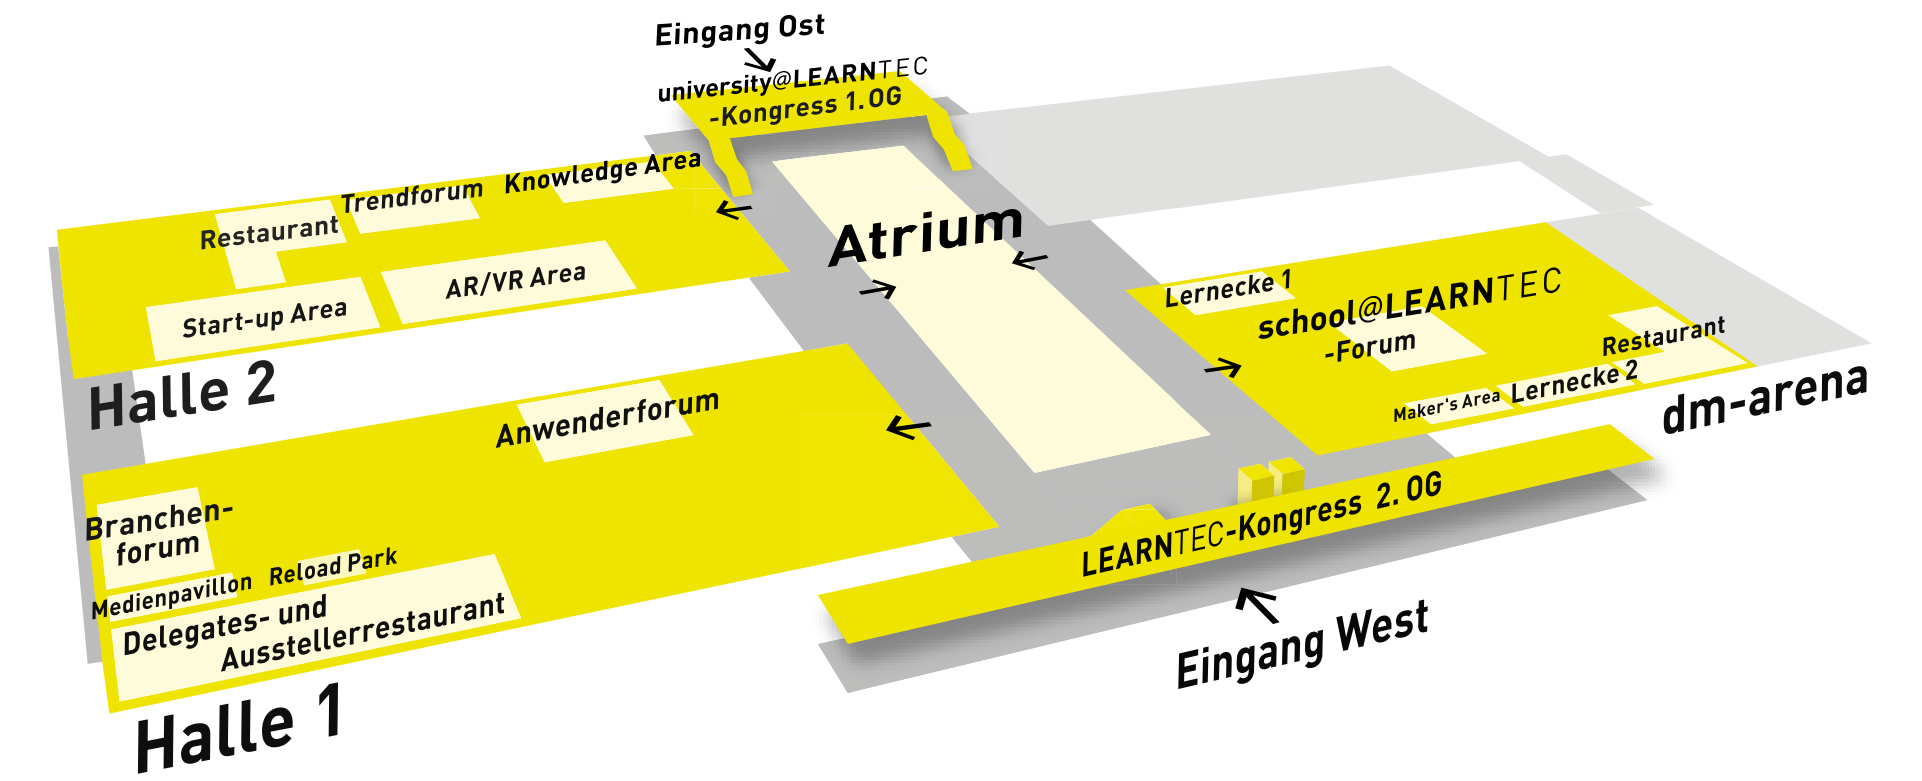 Eingang Ost
university@LEARNTEC
-Kongress 1. OG
Knowledge Area
Trendforum
Restaurant
AR/VR Area
Start-up Area
Halle 2
Atrium
Lernecke 1
school@LEARNTEC
-Forum
Restaurant
Lernecke 2
Maker's Area
dm-arena
Anwenderforum
Branchen-
forum
Reload Park
Medienpavillon
Delegates- und
Ausstellerrestaurant
Halle 1
LEARNTEC-Kongress 2. OG
Eingang West